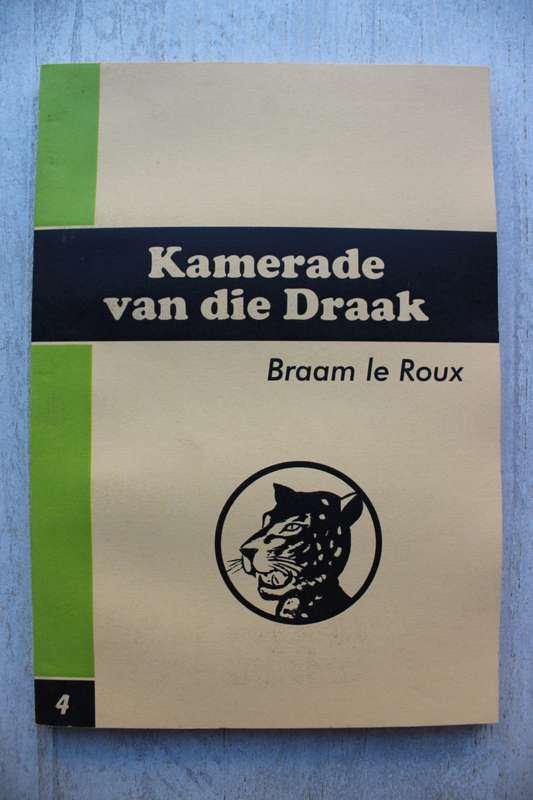 Kamerade
van die Draak
Braam le Roux
4